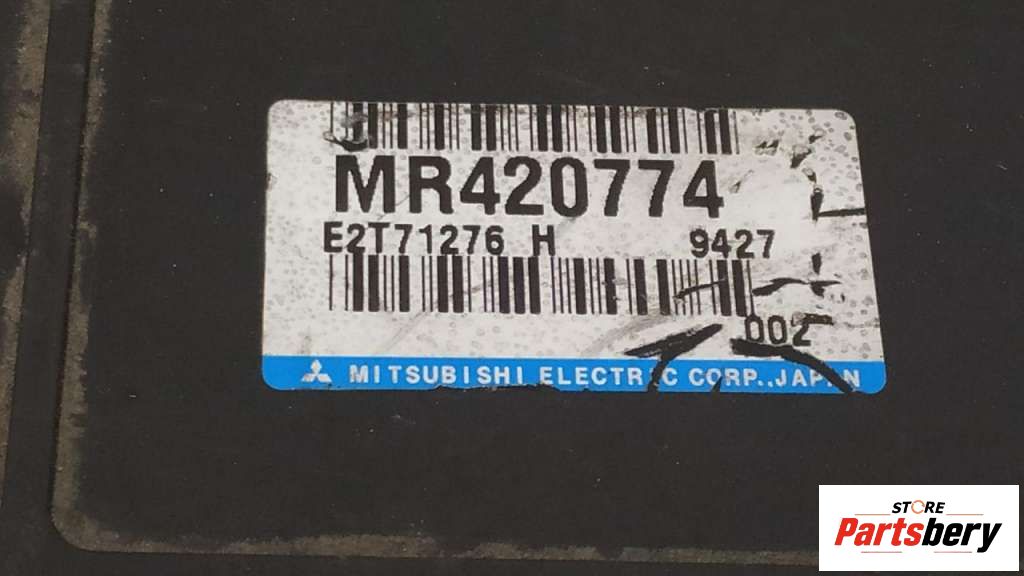 MR420774
E2T71276 H 9427
002
MITSUBISHI ELECTRIC CORP., JAPAN
STORE
Partsbery